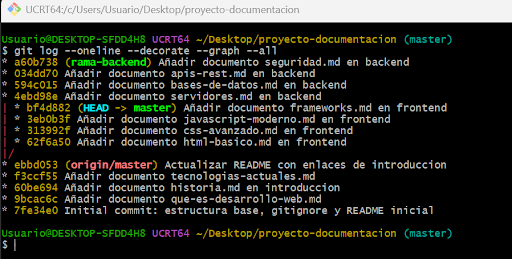 UCRT64:/c/Users/Usuario/Desktop/proyecto-documentacion
Usuario@DESKTOP-SFDD4H8 UCRT64 ~/Desktop/proyecto-documentacion (master)
$ git log --oneline --decorate --graph --all
* a60b738 (rama-backend) Añadir documento seguridad.md en backend
* 034dd70 Añadir documento apis-rest.md en backend
* 594c015 Añadir documento bases-de-datos.md en backend
* 4ebd98e Añadir documento servidores.md en backend
| * bf4d882 (HEAD -> master) Añadir documento frameworks.md en frontend
| * 3eb0b3f Añadir documento javascript-moderno.md en frontend
| * 313992f Añadir documento css-avanzado.md en frontend
| * 62f6a50 Añadir documento html-basico.md en frontend
|/
* ebbd053 (origin/master) Actualizar README con enlaces de introduccion
* f3ccf55 Añadir documento tecnologias-actuales.md
* 60be694 Añadir documento historia.md en introduccion
* 9bcac6c Añadir documento que-es-desarrollo-web.md
* 7fe34e0 Initial commit: estructura base, gitignore y README inicial
Usuario@DESKTOP-SFDD4H8 UCRT64 ~/Desktop/proyecto-documentacion (master)
$